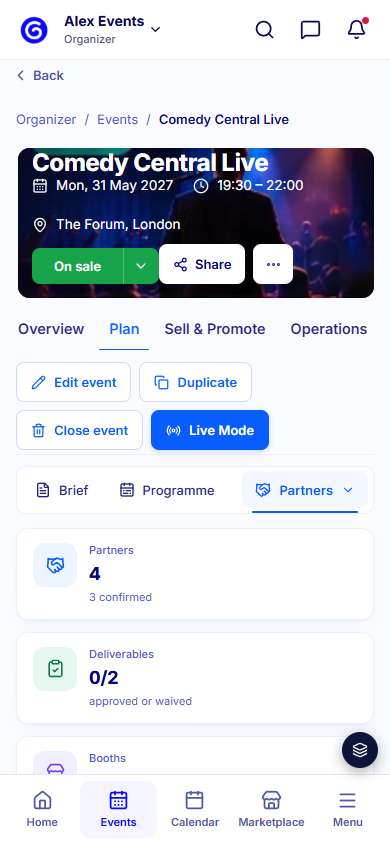 Alex Events
Organizer
Back
Organizer / Events / Comedy Central Live
Comedy Central Live
Mon, 31 May 2027 19:30 – 22:00
The Forum, London
On sale Share
Overview Plan Sell & Promote Operations
Edit event Duplicate
Close event Live Mode
Brief Programme Partners
Partners
4
3 confirmed
Deliverables
0/2
approved or waived
Booths
Home Events Calendar Marketplace Menu